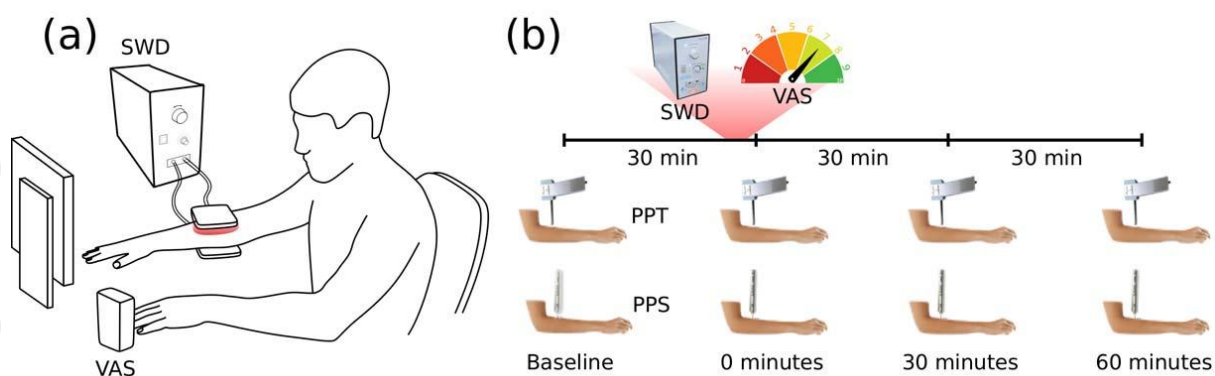 (a)
SWD
VAS
(b)
1 2 3 4 5 6 7 8 9
SWD
VAS
30 min 30 min 30 min
PPT
PPS
Baseline 0 minutes 30 minutes 60 minutes